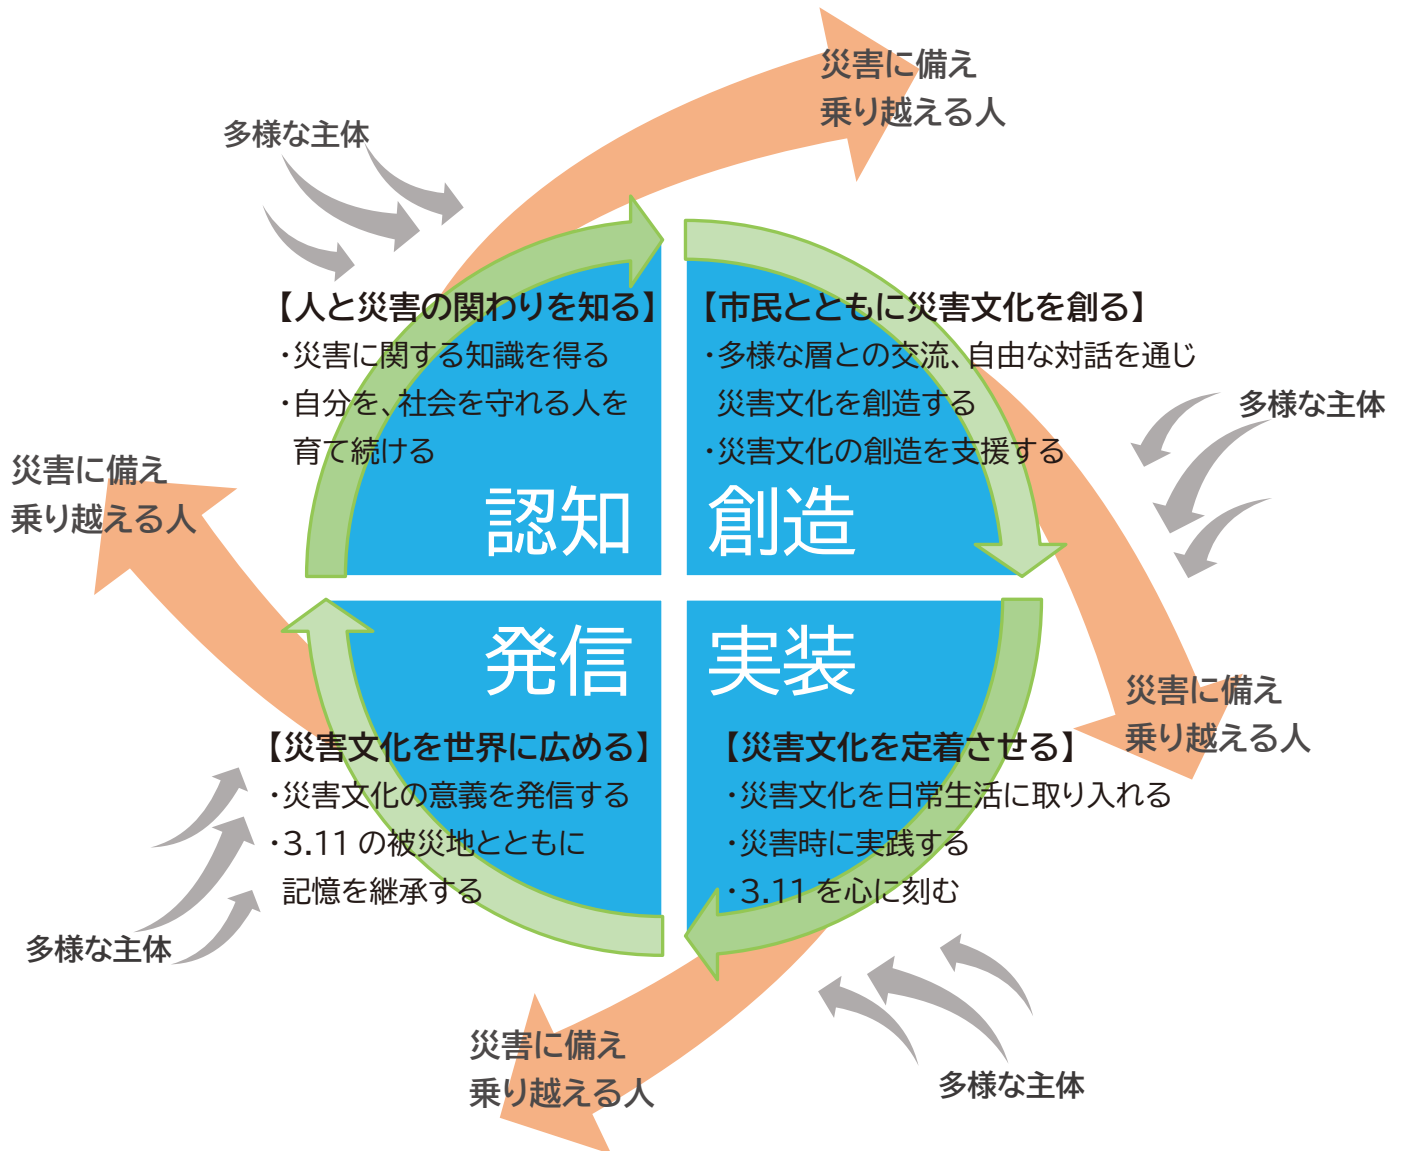 災害に備え
乗り越える人
多様な主体
【人と災害の関わりを知る】
・災害に関する知識を得る
・自分を、社会を守れる人を
育て続ける
認知
【市民とともに災害文化を創る】
・多様な層との交流、自由な対話を通じ
災害文化を創造する
・災害文化の創造を支援する
創造
多様な主体
災害に備え
乗り越える人
発信
【災害文化を世界に広める】
・災害文化の意義を発信する
・3.11 の被災地とともに
記憶を継承する
実装
【災害文化を定着させる】
・災害文化を日常生活に取り入れる
・災害時に実践する
・3.11 を心に刻む
災害に備え
乗り越える人
多様な主体
災害に備え
乗り越える人
多様な主体